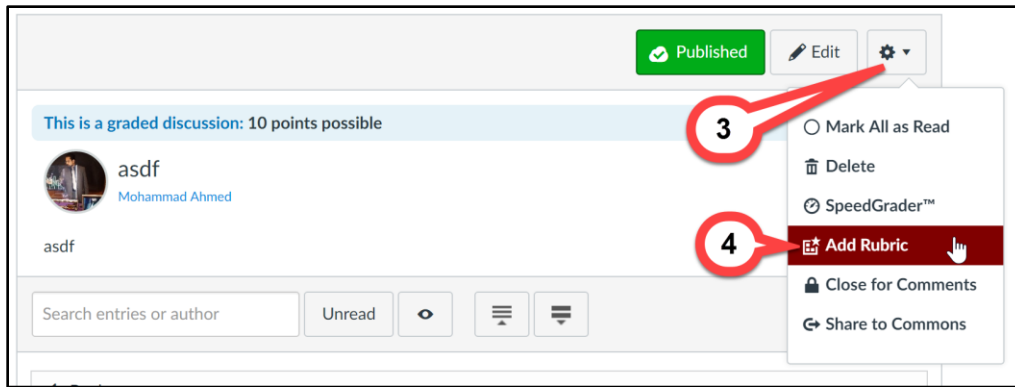 Published
Edit
3
This is a graded discussion: 10 points possible
asdf
Mohammad Ahmed
asdf
Mark All as Read
Delete
SpeedGrader™
4
Add Rubric
Close for Comments
Share to Commons
Search entries or author
Unread